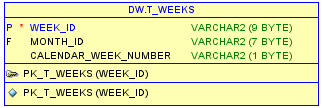 DW.T_WEEKS
P * WEEK_ID VARCHAR2 (9 BYTE)
F MONTH_ID VARCHAR2 (7 BYTE)
CALENDAR_WEEK_NUMBER VARCHAR2 (1 BYTE)
PK_T_WEEKS (WEEK_ID)
PK_T_WEEKS (WEEK_ID)